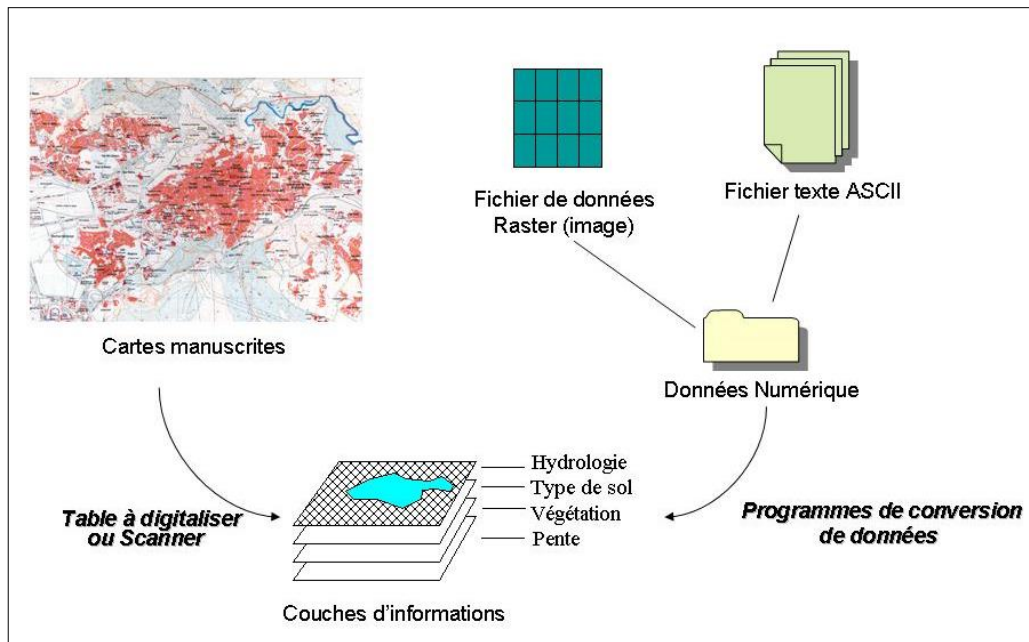 Fichier de données
Raster (image)
Fichier texte ASCII
Cartes manuscrites
Données Numérique
Hydrologie
Type de sol
Végétation
Pente
Table à digitaliser
ou Scanner
Programmes de conversion
de données
Couches d'informations